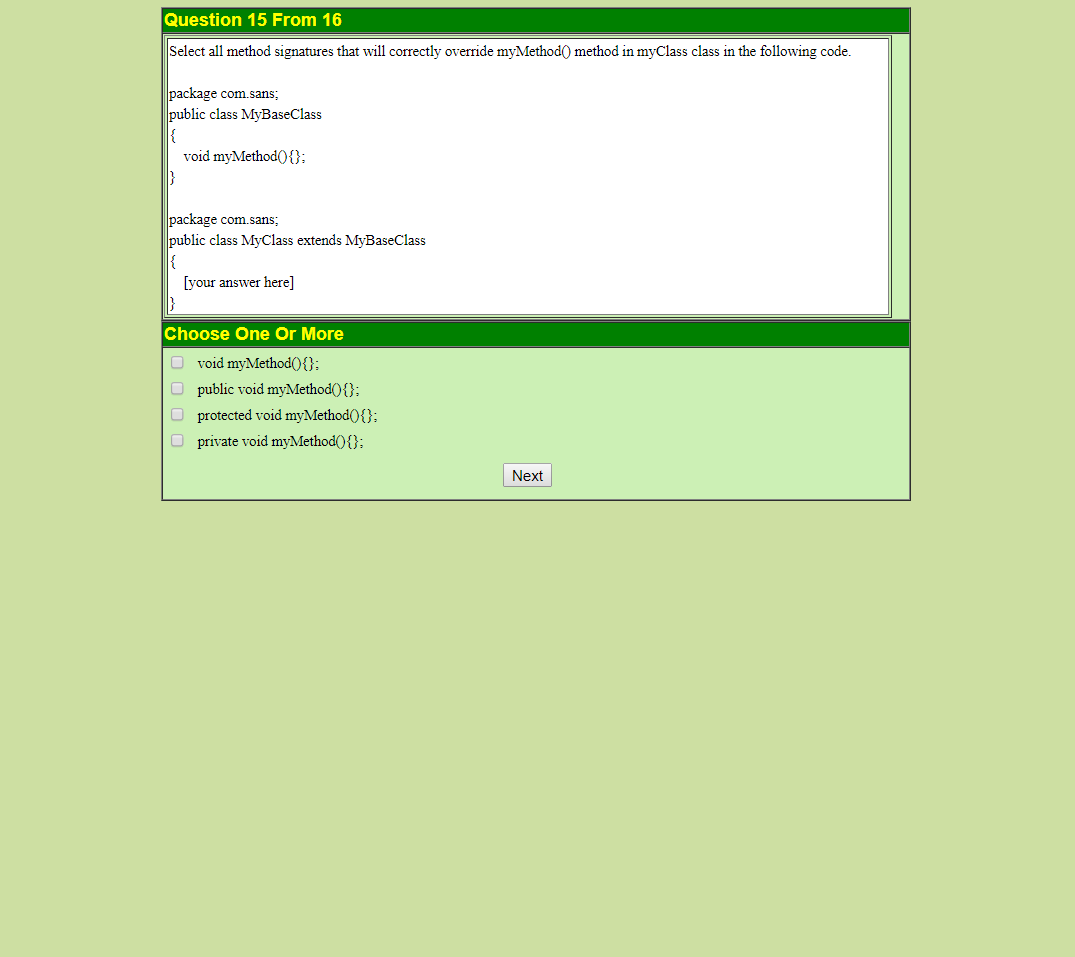 Question 15 From 16
Select all method signatures that will correctly override myMethod() method in myClass class in the following code.
package com.sans;
public class MyBaseClass
{
void myMethod(){};
}
package com.sans;
public class MyClass extends MyBaseClass
{
[your answer here]
}
Choose One Or More
void myMethod(){};
public void myMethod(){};
protected void myMethod(){};
private void myMethod(){};
Next